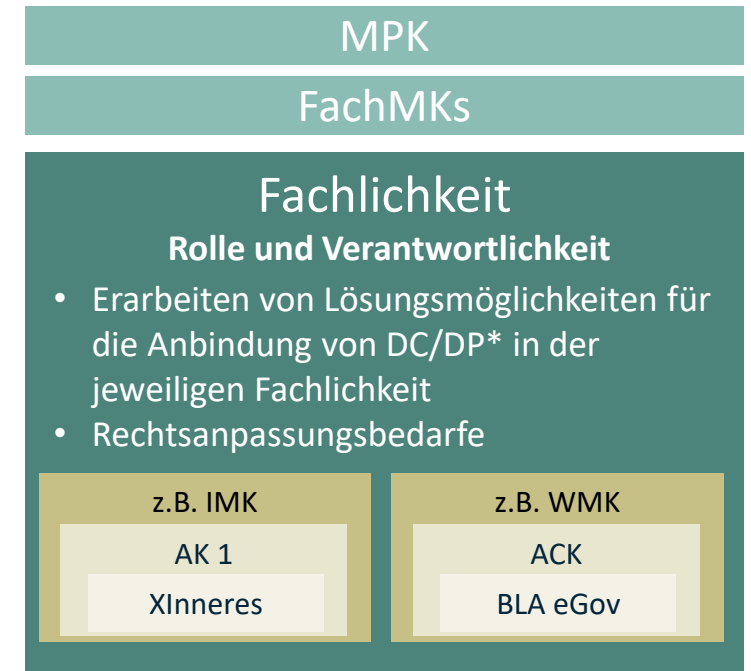 MPK
FachMKs
Fachlichkeit
Rolle und Verantwortlichkeit
• Erarbeiten von Lösungsmöglichkeiten für
die Anbindung von DC/DP* in der
jeweiligen Fachlichkeit
• Rechtsanpassungsbedarfe
z.B. IMK
AK 1
XInneres
z.B. WMK
ACK
BLA eGov